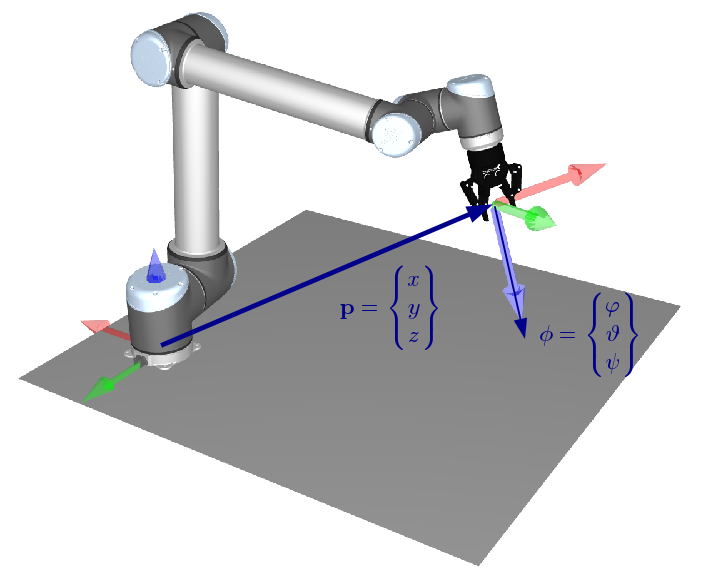 p = { x y z }
ϕ = { φ ϑ ψ }